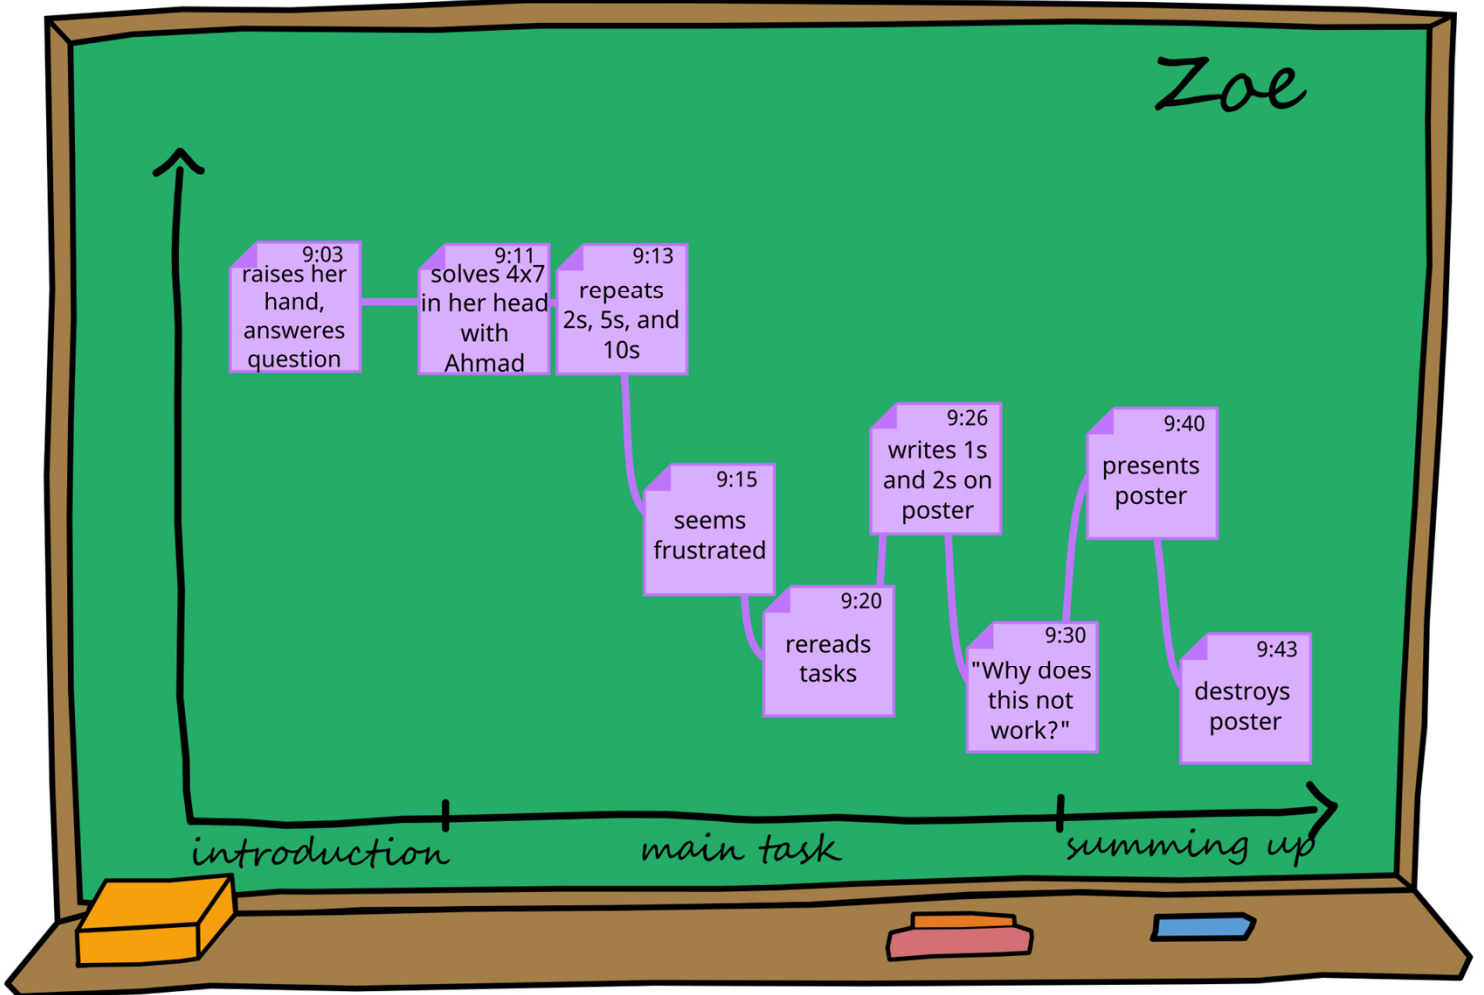 Zoe
9:03
raises her
hand,
answeres
question
9:11
solves 4x7
in her head
with
Ahmad
9:13
repeats
2s, 5s, and
10s
9:15
seems
frustrated
9:20
rereads
tasks
9:26
writes 1s
and 2s on
poster
9:30
"Why does
this not
work?"
9:40
presents
poster
9:43
destroys
poster
introduction
main task
summing up